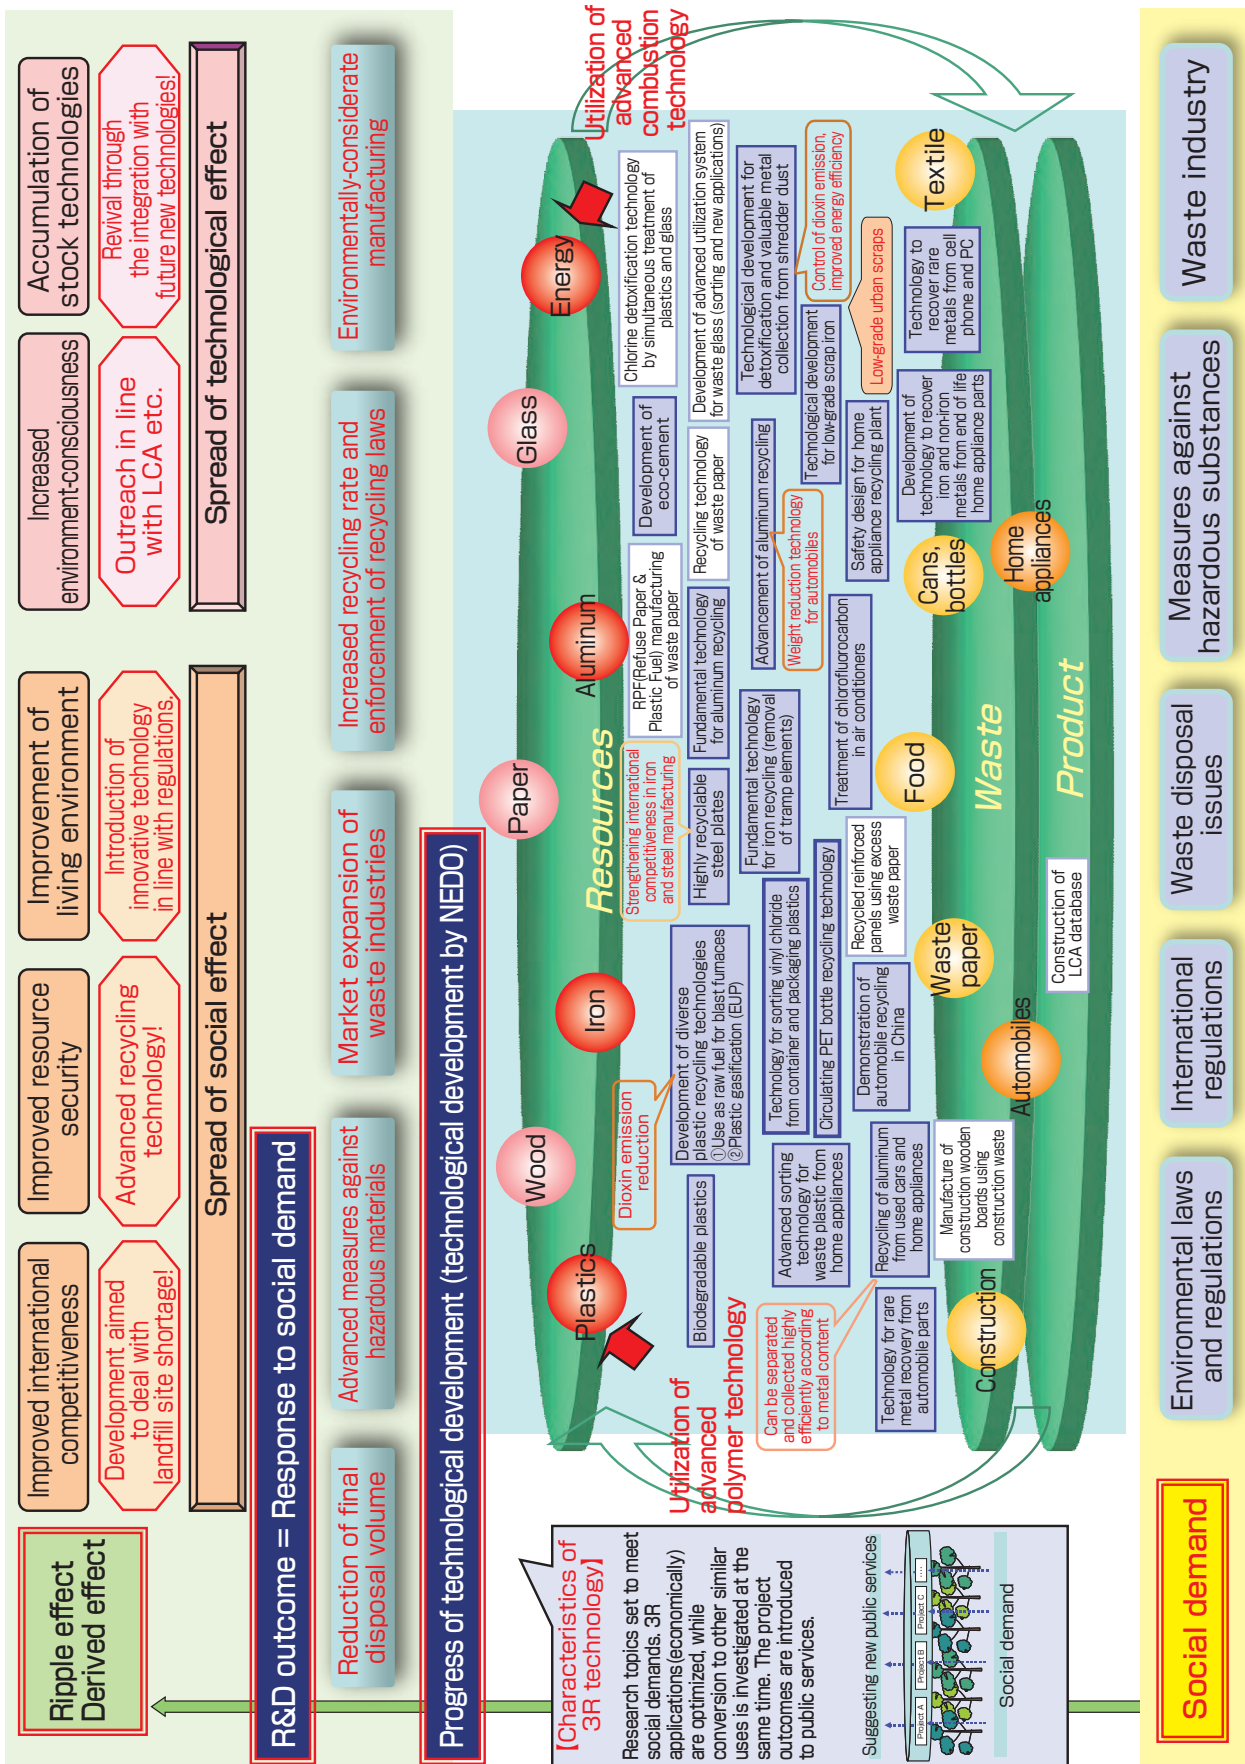 Ripple effect
Derived effect
Improved international
competitiveness
Improved resource
security
Improvement of
living environment
Increased
environment-consciousness
Accumulation of
stock technologies
Development aimed
to deal with
landfill site shortage!
Advanced recycling
technology!
Introduction of
innovative technology
in line with regulations.
Outreach in line
with LCA etc.
Revival through
the integration with
future new technologies!
Spread of social effect
Spread of technological effect
R&D outcome = Response to social demand
Reduction of final
disposal volume
Advanced measures against
hazardous materials
Market expansion of
waste industries
Increased recycling rate and
enforcement of recycling laws
Environmentally-considerate
manufacturing
Progress of technological development (technological development by NEDO)
【Characteristics of
3R technology】
Research topics set to meet
social demands. 3R
applications(economically)
are optimized, while
conversion to other similar
uses is investigated at the
same time. The project
outcomes are introduced
to public services.
Suggesting new public services
Project A
Project B
Project C
....
Social demand
Utilization of
advanced
polymer technology
Utilization of
advanced
combustion
technology
Plastics
Wood
Iron
Paper
Aluminum
Glass
Energy
Resources
Dioxin emission
reduction
Strengthening international
competitiveness in iron
and steel manufacturing
RPF(Refuse Paper &
Plastic Fuel) manufacturing
of waste paper
Development of
eco-cement
Chlorine detoxification technology
by simultaneous treatment of
plastics and glass
Biodegradable plastics
Development of diverse
plastic recycling technologies
①Use as raw fuel for blast furnaces
②Plastic gasification (EUP)
Highly recyclable
steel plates
Fundamental technology
for aluminum recycling
Recycling technology
of waste paper
Development of advanced utilization system
for waste glass (sorting and new applications)
Can be separated
and collected highly
efficiently according
to metal content
Advanced sorting
technology for
waste plastic from
home appliances
Technology for sorting vinyl chloride
from container and packaging plastics
Circulating PET bottle recycling technology
Fundamental technology
for iron recycling (removal
of tramp elements)
Advancement of aluminum recycling
Weight reduction technology
for automobiles
Technological development for
detoxification and valuable metal
collection from shredder dust
Technological development
for low-grade scrap iron
Control of dioxin emission,
improved energy efficiency
Low-grade urban scraps
Technology for rare
metal recovery from
automobile parts
Recycling of aluminum
from used cars and
home appliances
Demonstration of
automobile recycling
in China
Recycled reinforced
panels using excess
waste paper
Treatment of chlorofluorocarbon
in air conditioners
Safety design for home
appliance recycling plant
Development of
technology to recover
iron and non-iron
metals from end of life
home appliance parts
Technology to
recover rare
metals from cell
phone and PC
Manufacture of
construction wooden
boards using
construction waste
Construction
Automobiles
Waste
paper
Food
Cans,
bottles
Home
appliances
Textile
Waste
Product
Construction of
LCA database
Social demand
Environmental laws
and regulations
International
regulations
Waste disposal
issues
Measures against
hazardous substances
Waste industry